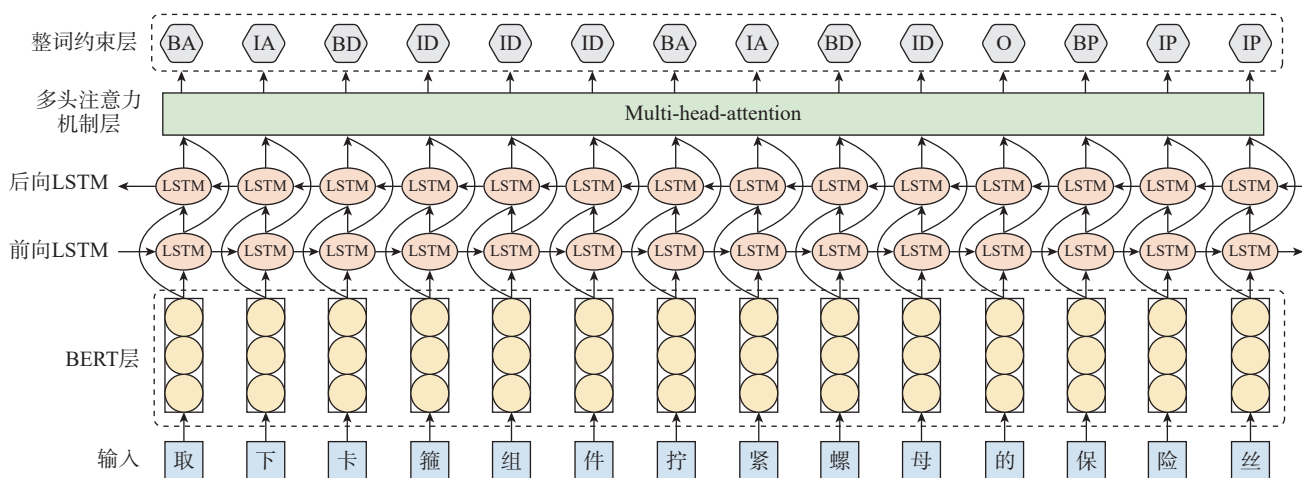 整词约束层 BA IA BD ID ID ID BA IA BD ID O BP IP IP
多头注意力
机制层
Multi-head-attention
后向LSTM LSTM LSTM LSTM LSTM LSTM LSTM LSTM LSTM LSTM LSTM LSTM LSTM LSTM LSTM
前向LSTM LSTM LSTM LSTM LSTM LSTM LSTM LSTM LSTM LSTM LSTM LSTM LSTM LSTM LSTM
BERT层
输入 取 下 卡 箍 组 件 拧 紧 螺 母 的 保 险 丝